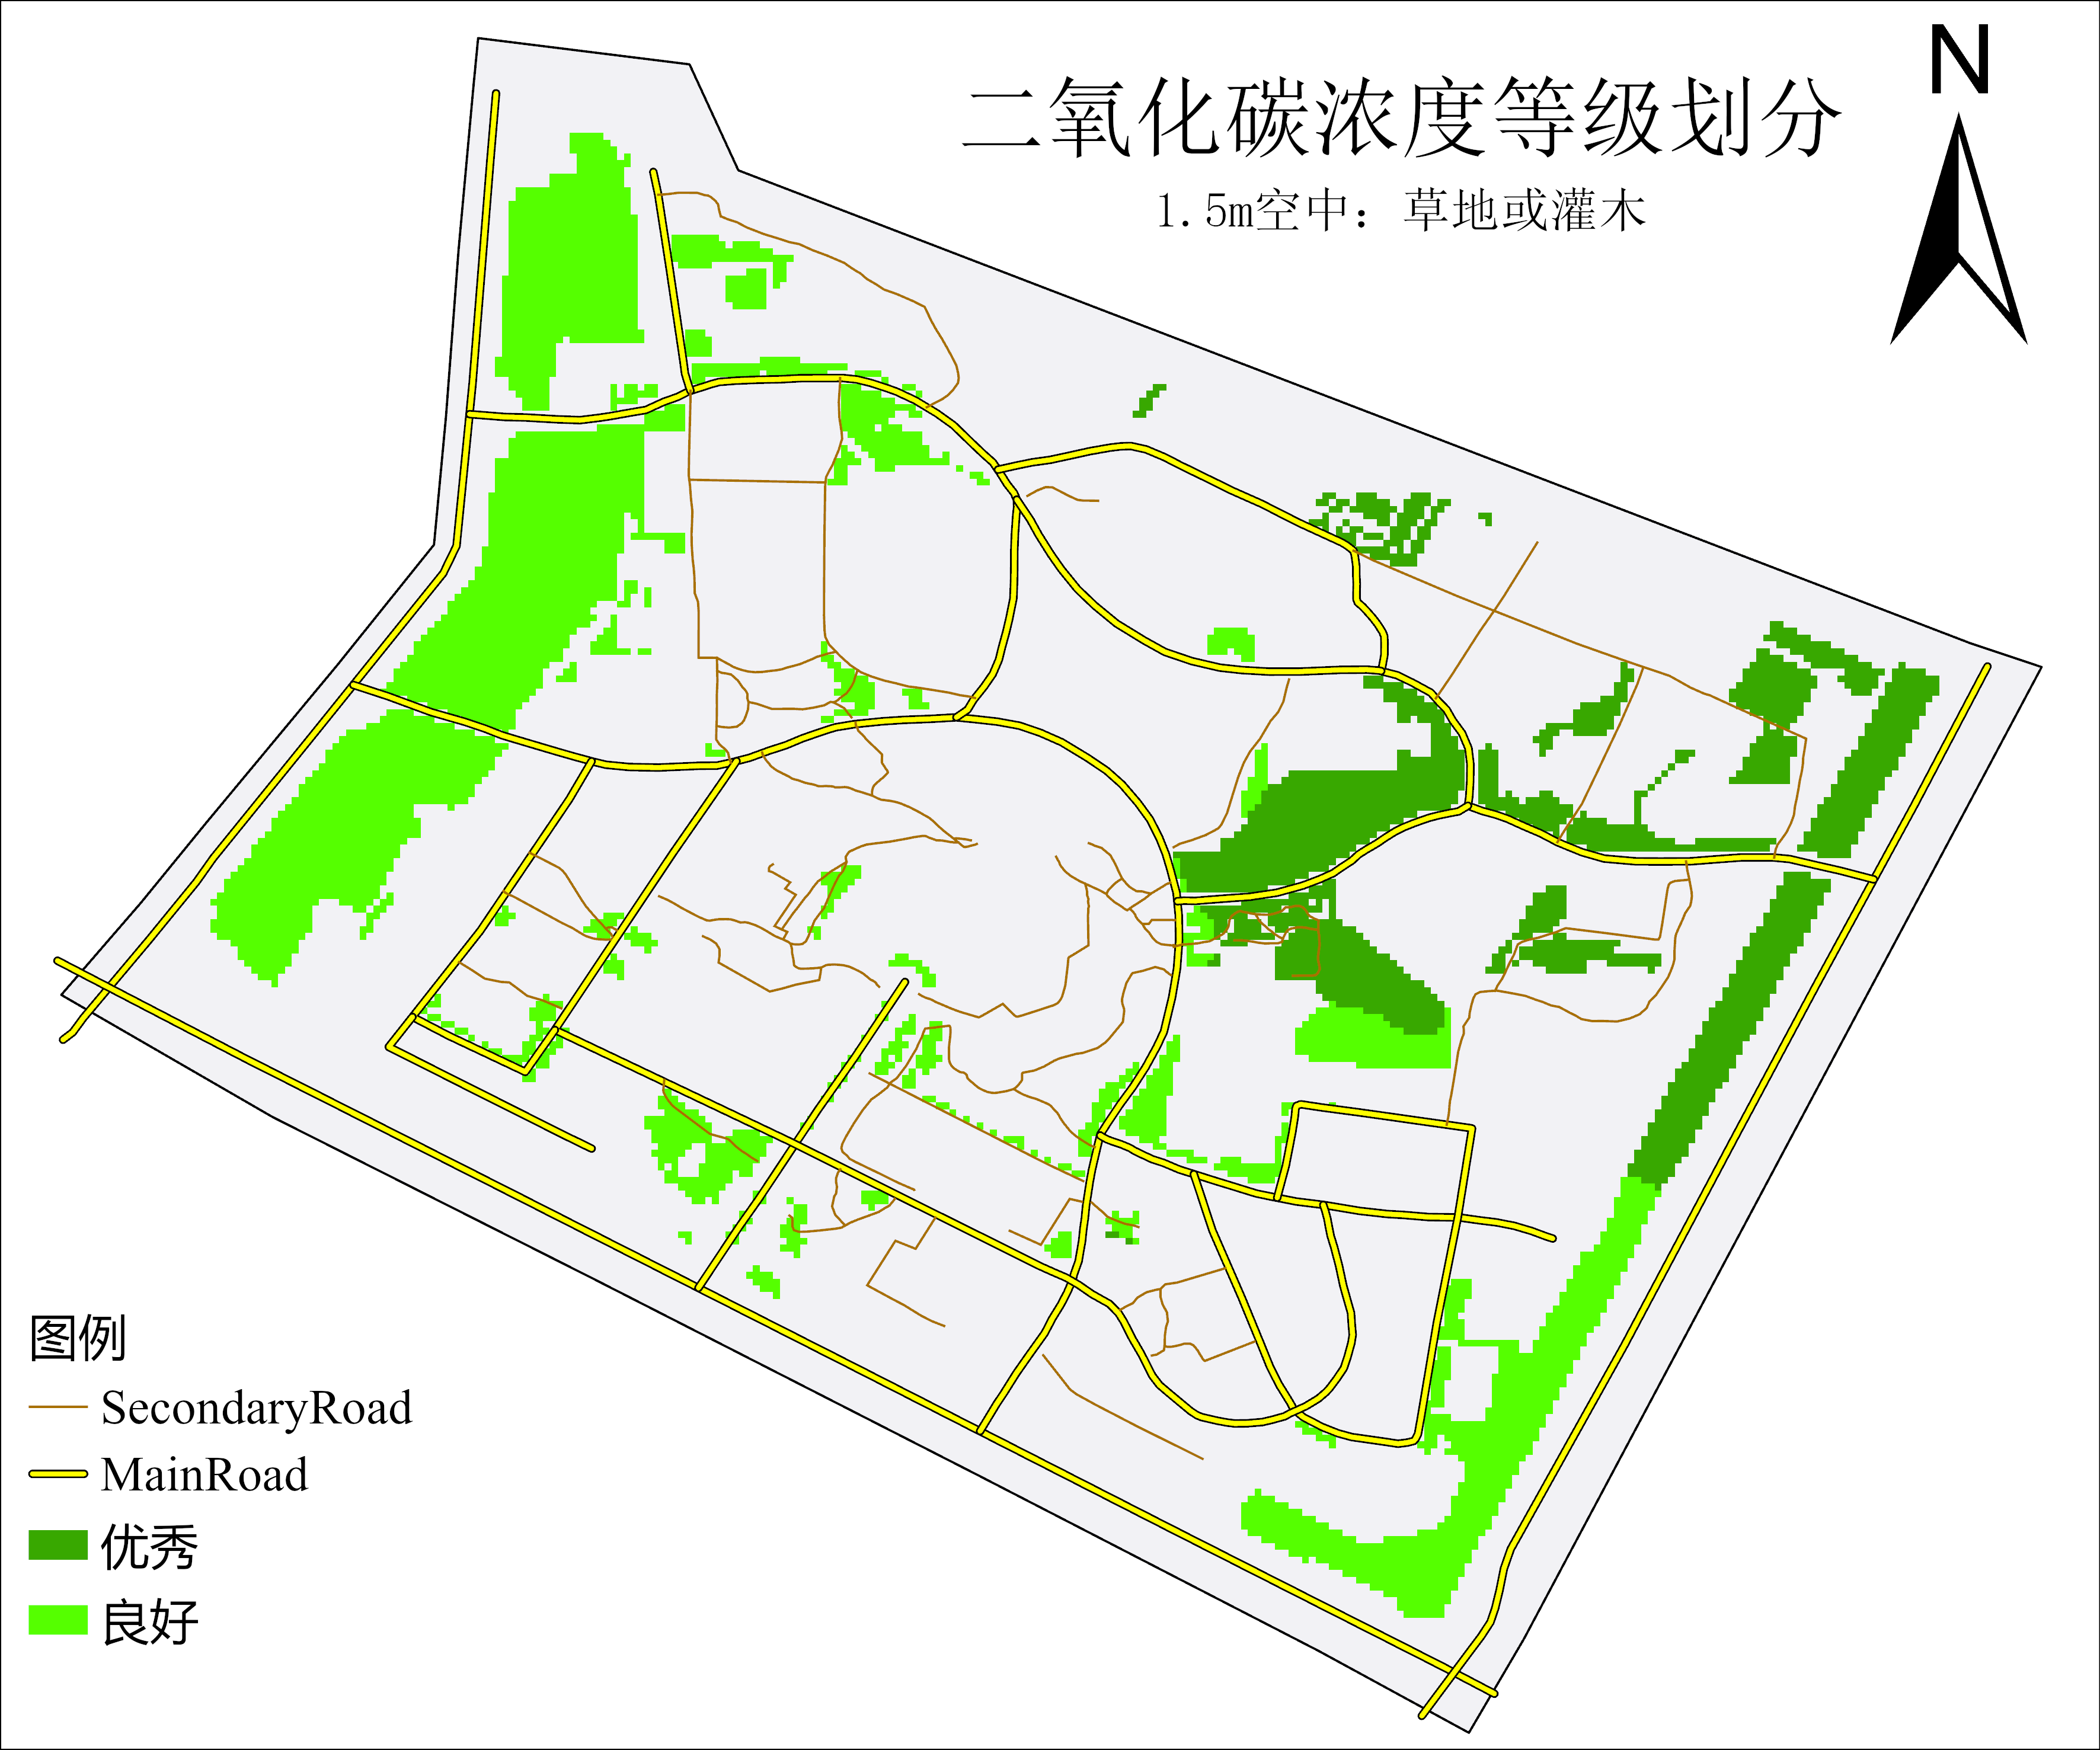 二氧化碳浓度等级划分
1.5m空中：草地或灌木
N
图例
SecondaryRoad
MainRoad
优秀
良好